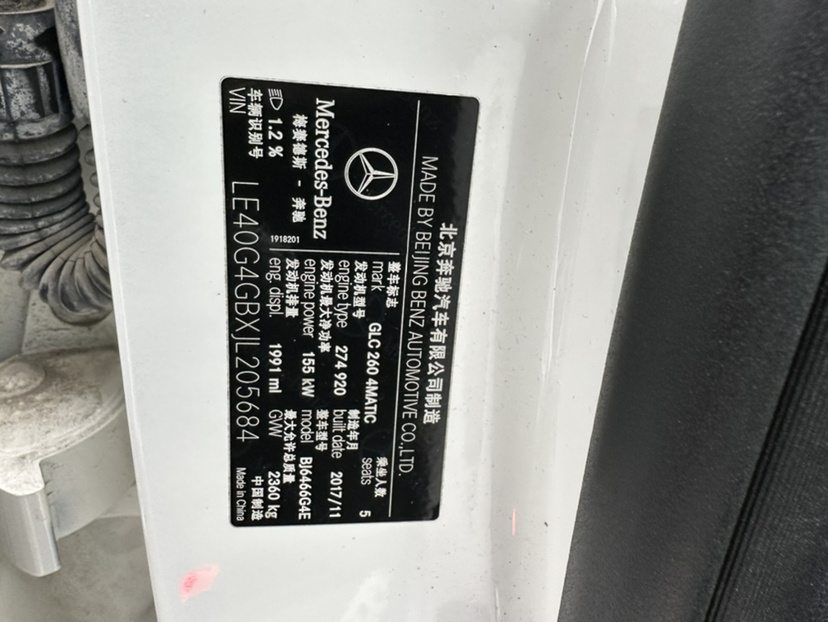 北京奔驰汽车有限公司制造
MADE BY BEIJING BENZ AUTOMOTIVE CO.,LTD.
Mercedes-Benz
梅赛德斯 - 奔驰
1.2 %
1918201
整车标志 mark GLC 260 4MATIC
乘坐人数 seats 5
发动机型号 engine type 274 920
制造年月 built date 2017/11
发动机最大净功率 engine power 155 kW
整车型号 model BJ6466G4E
发动机排量 eng. displ. 1991 ml
最大允许总质量 GVW 2360 kg
车辆识别号 VIN LE40G4GBXJL205684
中国制造
Made in China